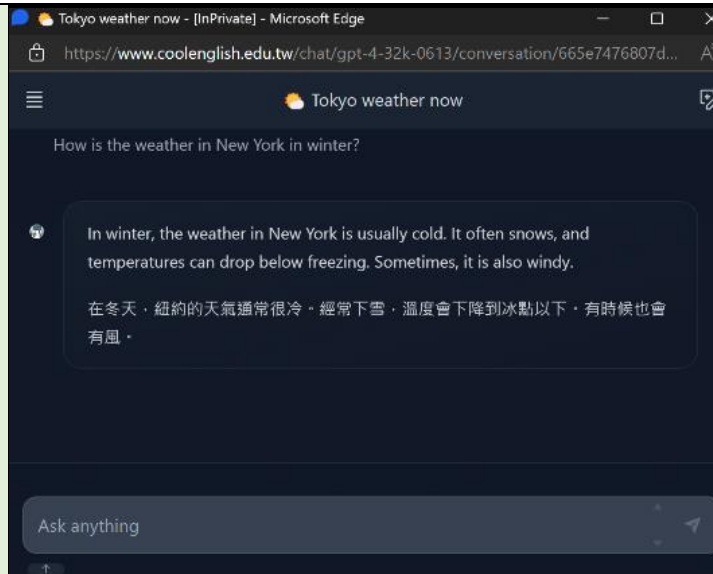 Tokyo weather now - [InPrivate] - Microsoft Edge
https://www.coolenglish.edu.tw/chat/gpt-4-32k-0613/conversation/665e7476807d...
Tokyo weather now
How is the weather in New York in winter?
In winter, the weather in New York is usually cold. It often snows, and
temperatures can drop below freezing. Sometimes, it is also windy.
在冬天，紐約的天氣通常很冷。經常下雪，溫度會下降到冰點以下。有時候也會
有風。
Ask anything